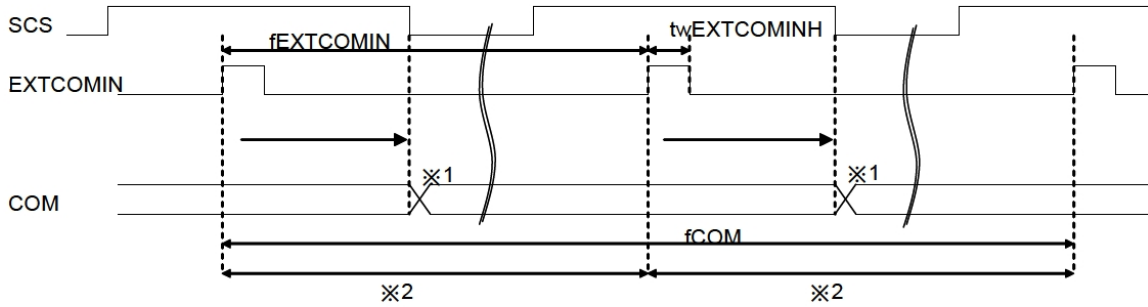 SCS
twEXTCOMINH
fEXTCOMIN
EXTCOMIN
※1 ※1
COM
fCOM
※2 ※2